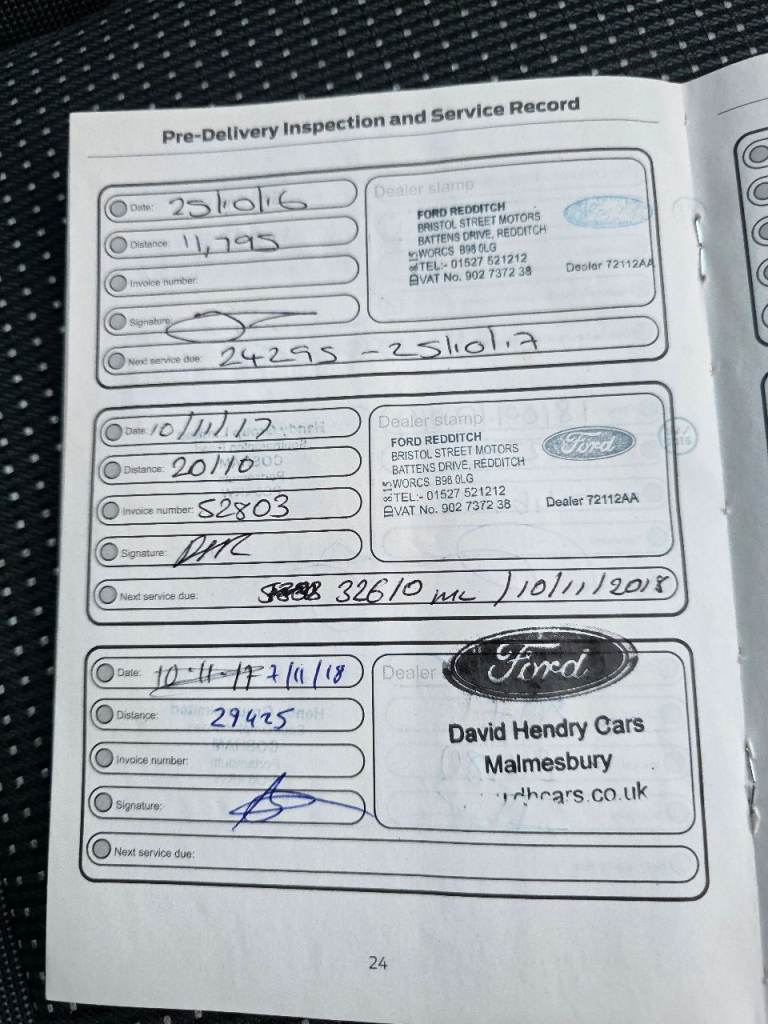 Pre-Delivery Inspection and Service Record
Date: 25/10/16
Distance: 11,795
Invoice number:
Signature:
Next service due: 24295 - 25/10/17
Dealer stamp
FORD REDDITCH
BRISTOL STREET MOTORS
BATTENS DRIVE, REDDITCH
WORCS B98 0LG
TEL:- 01527 521212
VAT No. 902 7372 38
Dealer 72112AA
Date: 10/11/17
Distance: 20110
Invoice number: 52803
Signature:
Next service due: 32610 mls /10/11/2018
Dealer stamp
FORD REDDITCH
BRISTOL STREET MOTORS
BATTENS DRIVE, REDDITCH
WORCS B98 0LG
TEL:- 01527 521212
VAT No. 902 7372 38
Ford
Dealer 72112AA
Date: 10-11-17 7/11/18
Distance: 29425
Invoice number:
Signature:
Next service due:
Dealer
Ford
David Hendry Cars
Malmesbury
dhcars.co.uk
24